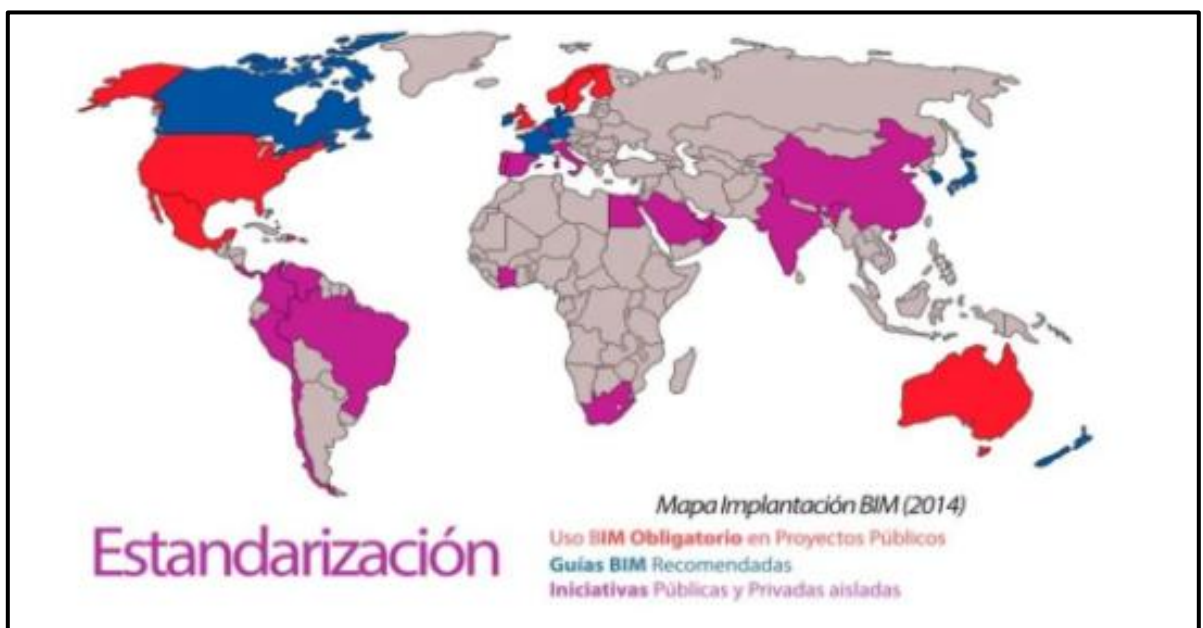 Mapa Implantación BIM (2014)
Estandarización
Uso BIM Obligatorio en Proyectos Públicos
Guías BIM Recomendadas
Iniciativas Públicas y Privadas aisladas